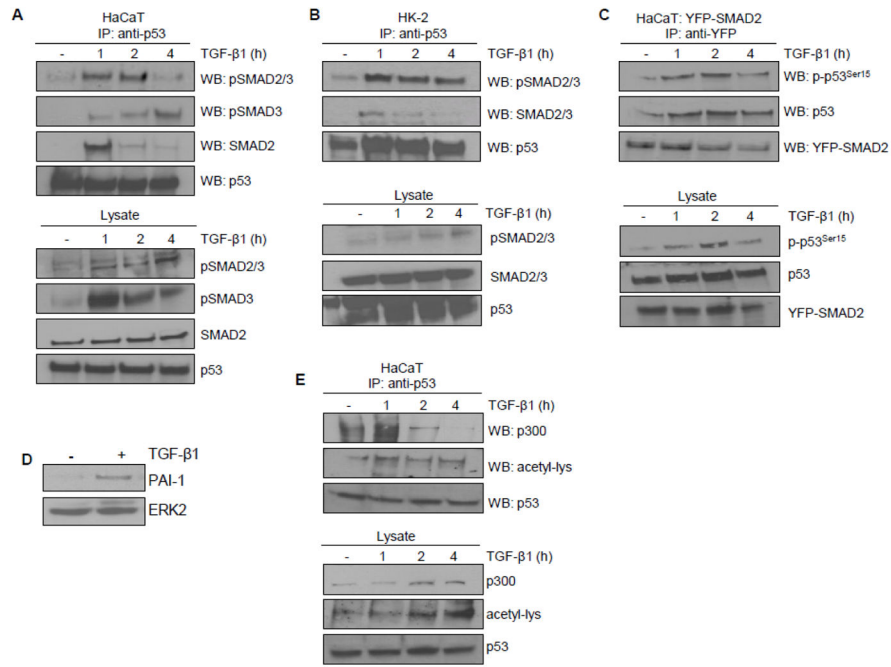 A
HaCaT
IP: anti-p53
- 1 2 4 TGF-β1 (h)
WB: pSMAD2/3
WB: pSMAD3
WB: SMAD2
WB: p53
Lysate
- 1 2 4 TGF-β1 (h)
pSMAD2/3
pSMAD3
SMAD2
p53
B
HK-2
IP: anti-p53
- 1 2 4 TGF-β1 (h)
WB: pSMAD2/3
WB: SMAD2/3
WB: p53
Lysate
- 1 2 4 TGF-β1 (h)
pSMAD2/3
SMAD2/3
p53
C
HaCaT: YFP-SMAD2
IP: anti-YFP
- 1 2 4 TGF-β1 (h)
WB: p-p53Ser15
WB: p53
WB: YFP-SMAD2
Lysate
- 1 2 4 TGF-β1 (h)
p-p53Ser15
p53
YFP-SMAD2
D
- + TGF-β1
PAI-1
ERK2
E
HaCaT
IP: anti-p53
- 1 2 4 TGF-β1 (h)
WB: p300
WB: acetyl-lys
WB: p53
Lysate
- 1 2 4 TGF-β1 (h)
p300
acetyl-lys
p53